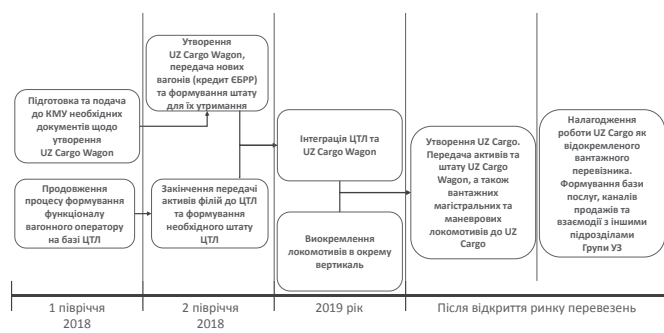 Підготовка та подача
до КМУ необхідних
документів щодо
утворення
UZ Cargo Wagon
Продовження
процесу формування
функціоналу
вагонного оператору
на базі ЦТЛ
Утворення
UZ Cargo Wagon,
передача нових
вагонів (кредит ЄБРР)
та формування штату
для їх утримання
Закінчення передачі
активів філій до ЦТЛ
та формування
необхідного штату
ЦТЛ
Інтеграція ЦТЛ та
UZ Cargo Wagon
Виокремлення
локомотивів в окрему
вертикаль
Утворення UZ Cargo.
Передача активів та
штату UZ Cargo
Wagon, а також
вантажних
магістральних та
маневрових
локомотивів до UZ
Cargo
Налагодження
роботи UZ Cargo як
відокремленого
вантажного
перевізника.
Формування бази
послуг, каналів
продажів та
взаємодії з іншими
підрозділами
Групи УЗ
1 півріччя
2018
2 півріччя
2018
2019 рік
Після відкриття ринку перевезень